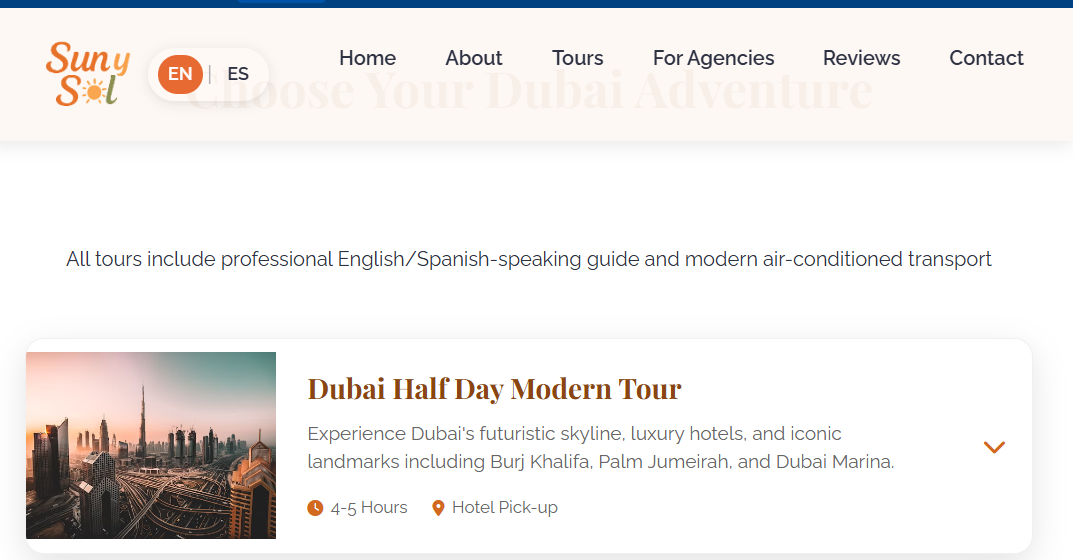 Sun y
Sol
EN | ES
Home
About
Tours
For Agencies
Reviews
Contact
Choose Your Dubai Adventure
All tours include professional English/Spanish-speaking guide and modern air-conditioned transport
Dubai Half Day Modern Tour
Experience Dubai's futuristic skyline, luxury hotels, and iconic
landmarks including Burj Khalifa, Palm Jumeirah, and Dubai Marina.
4-5 Hours
Hotel Pick-up